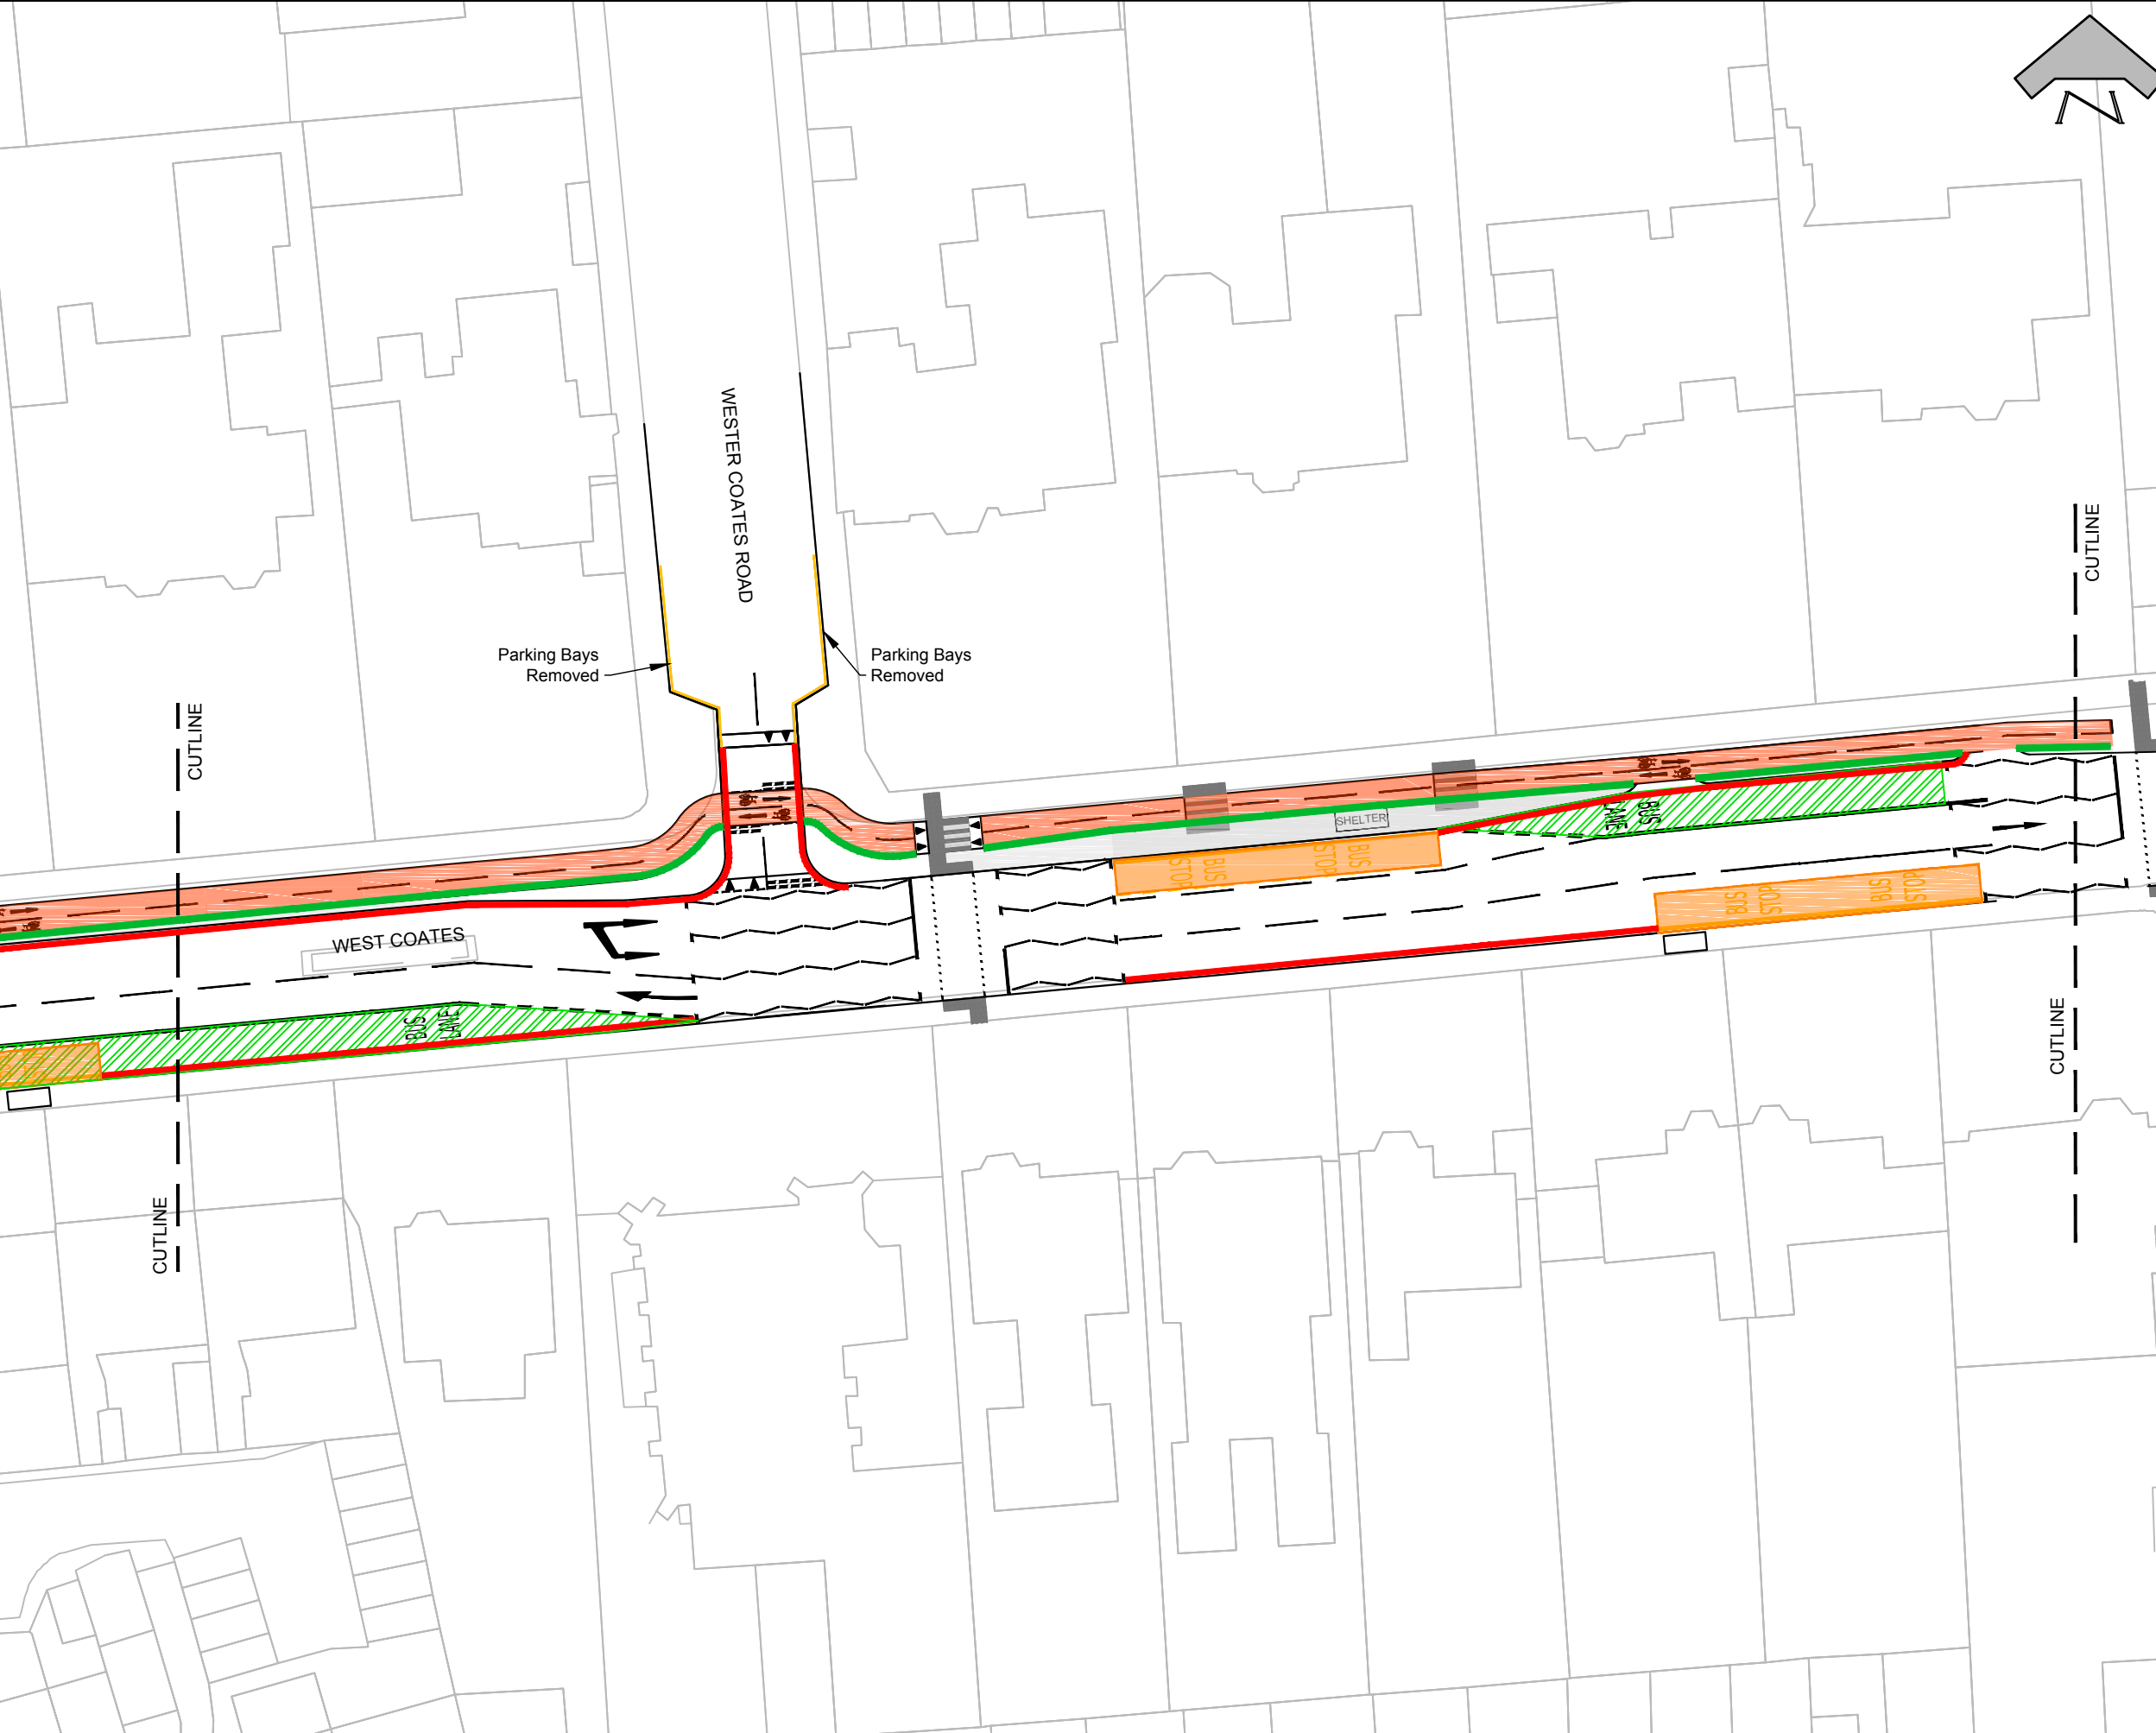 WESTER COATES ROAD
CUTLINE
Parking Bays
Removed
Parking Bays
Removed
CUTLINE
SHELTER
BUS
LANE
BUS
STOP
BUS
STOP
WEST COATES
BUS
STOP
BUS
STOP
BUS
LANE
CUTLINE
CUTLINE
N